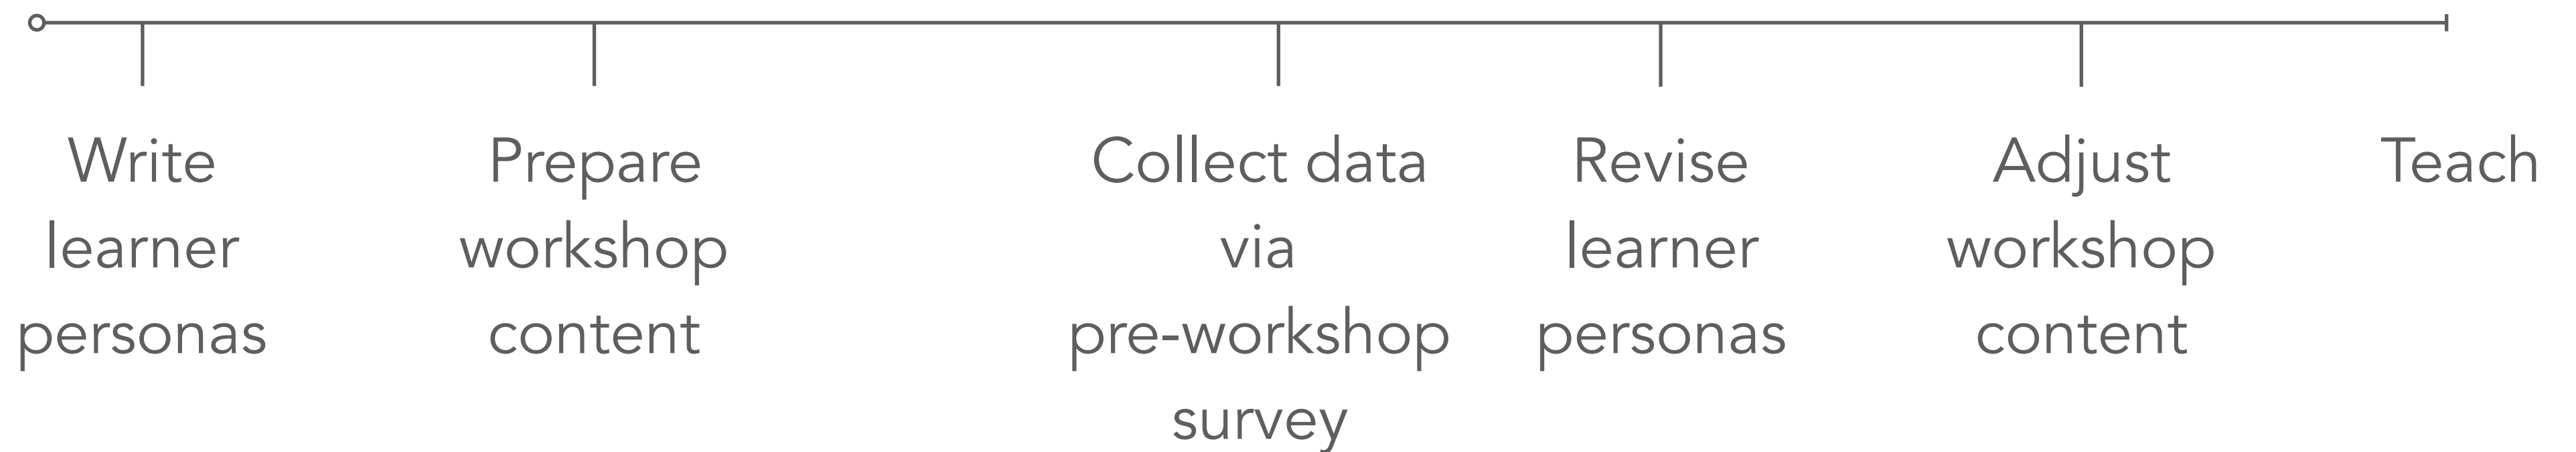 Write
learner
personas
Prepare
workshop
content
Collect data
via
pre-workshop
survey
Revise
learner
personas
Adjust
workshop
content
Teach